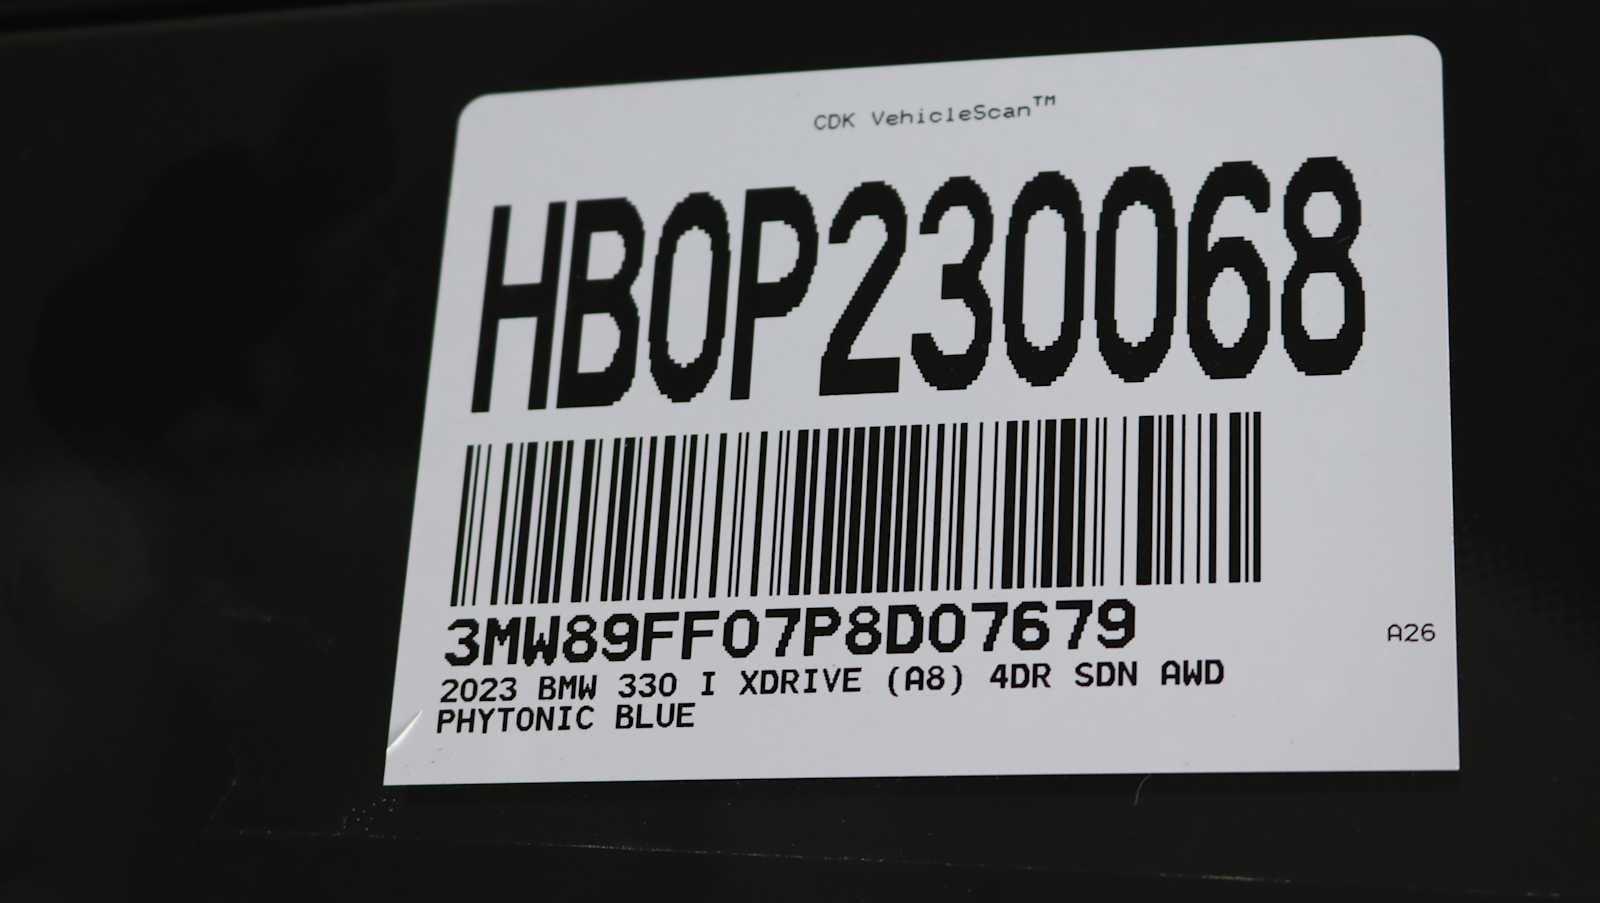 CDK VehicleScan™
HBOP230068
3MW89FF07P8D07679
A26
2023 BMW 330 I XDRIVE (A8) 4DR SDN AWD
PHYTONIC BLUE